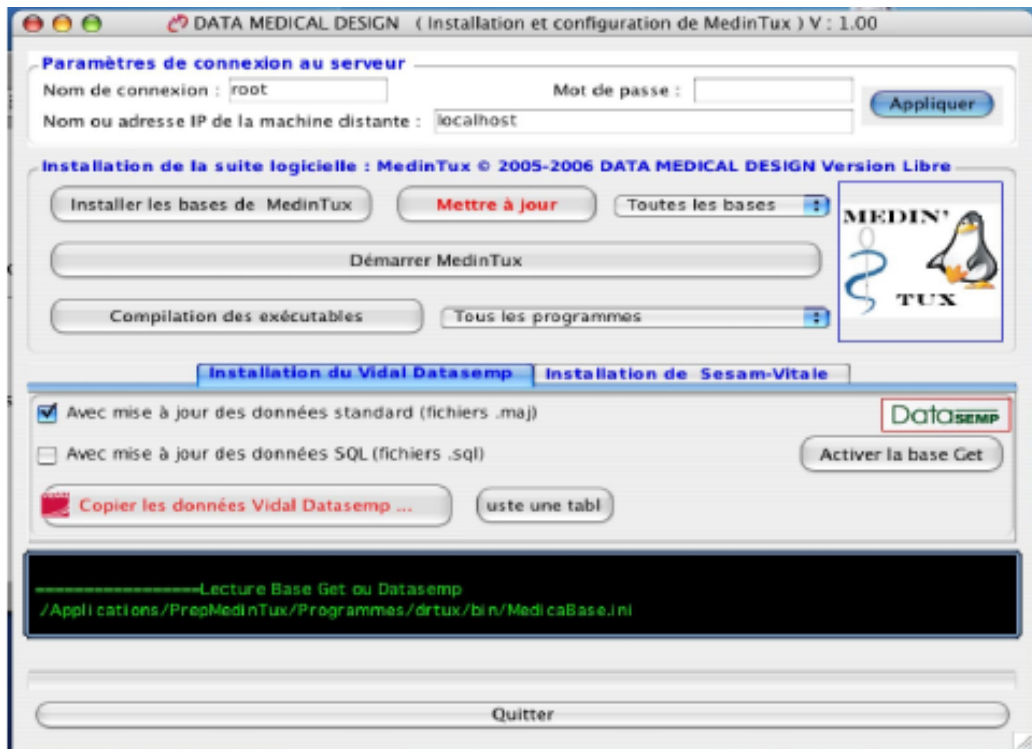 DATA MEDICAL DESIGN ( Installation et configuration de MedinTux ) V : 1.00
Paramètres de connexion au serveur
Nom de connexion : root Mot de passe : Appliquer
Nom ou adresse IP de la machine distante : localhost
Installation de la suite logicielle : MedinTux © 2005-2006 DATA MEDICAL DESIGN Version Libre
Installer les bases de MedinTux Mettre à jour Toutes les bases
MEDIN'
TUX
Démarrer MedinTux
Compilation des exécutables Tous les programmes
Installation du Vidal Datasemp Installation de Sesam-Vitale
Avec mise à jour des données standard (fichiers .maj) DataSEMP
Avec mise à jour des données SQL (fichiers .sql) Activer la base Get
Copier les données Vidal Datasemp ... uste une tabl
==================Lecture Base Get ou Datasemp
/Applications/PrepMedinTux/Programmes/drtux/bin/MedicaBase.ini
Quitter